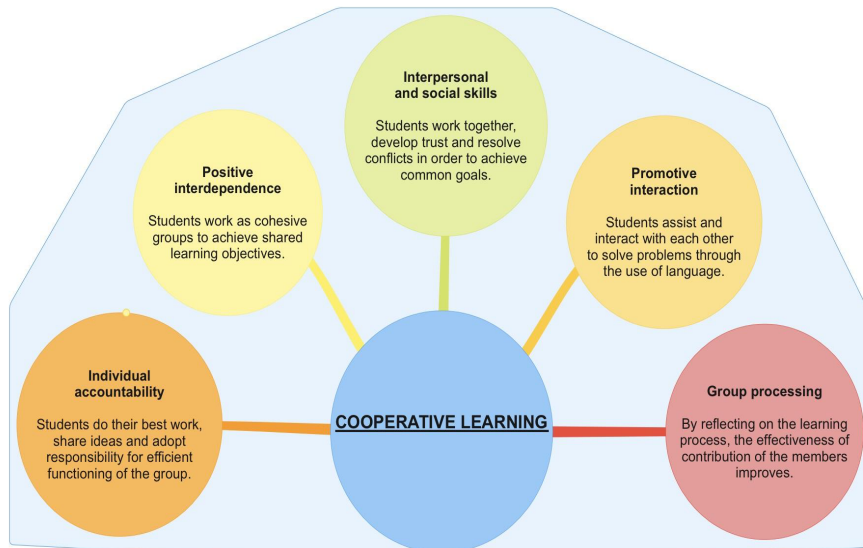 Interpersonal
and social skills
Students work together,
develop trust and resolve
conflicts in order to achieve
common goals.
Positive
interdependence
Students work as cohesive
groups to achieve shared
learning objectives.
Promotive
interaction
Students assist and
interact with each other
to solve problems through
the use of language.
Individual
accountability
Students do their best work,
share ideas and adopt
responsibility for efficient
functioning of the group.
COOPERATIVE LEARNING
Group processing
By reflecting on the learning
process, the effectiveness of
contribution of the members
improves.